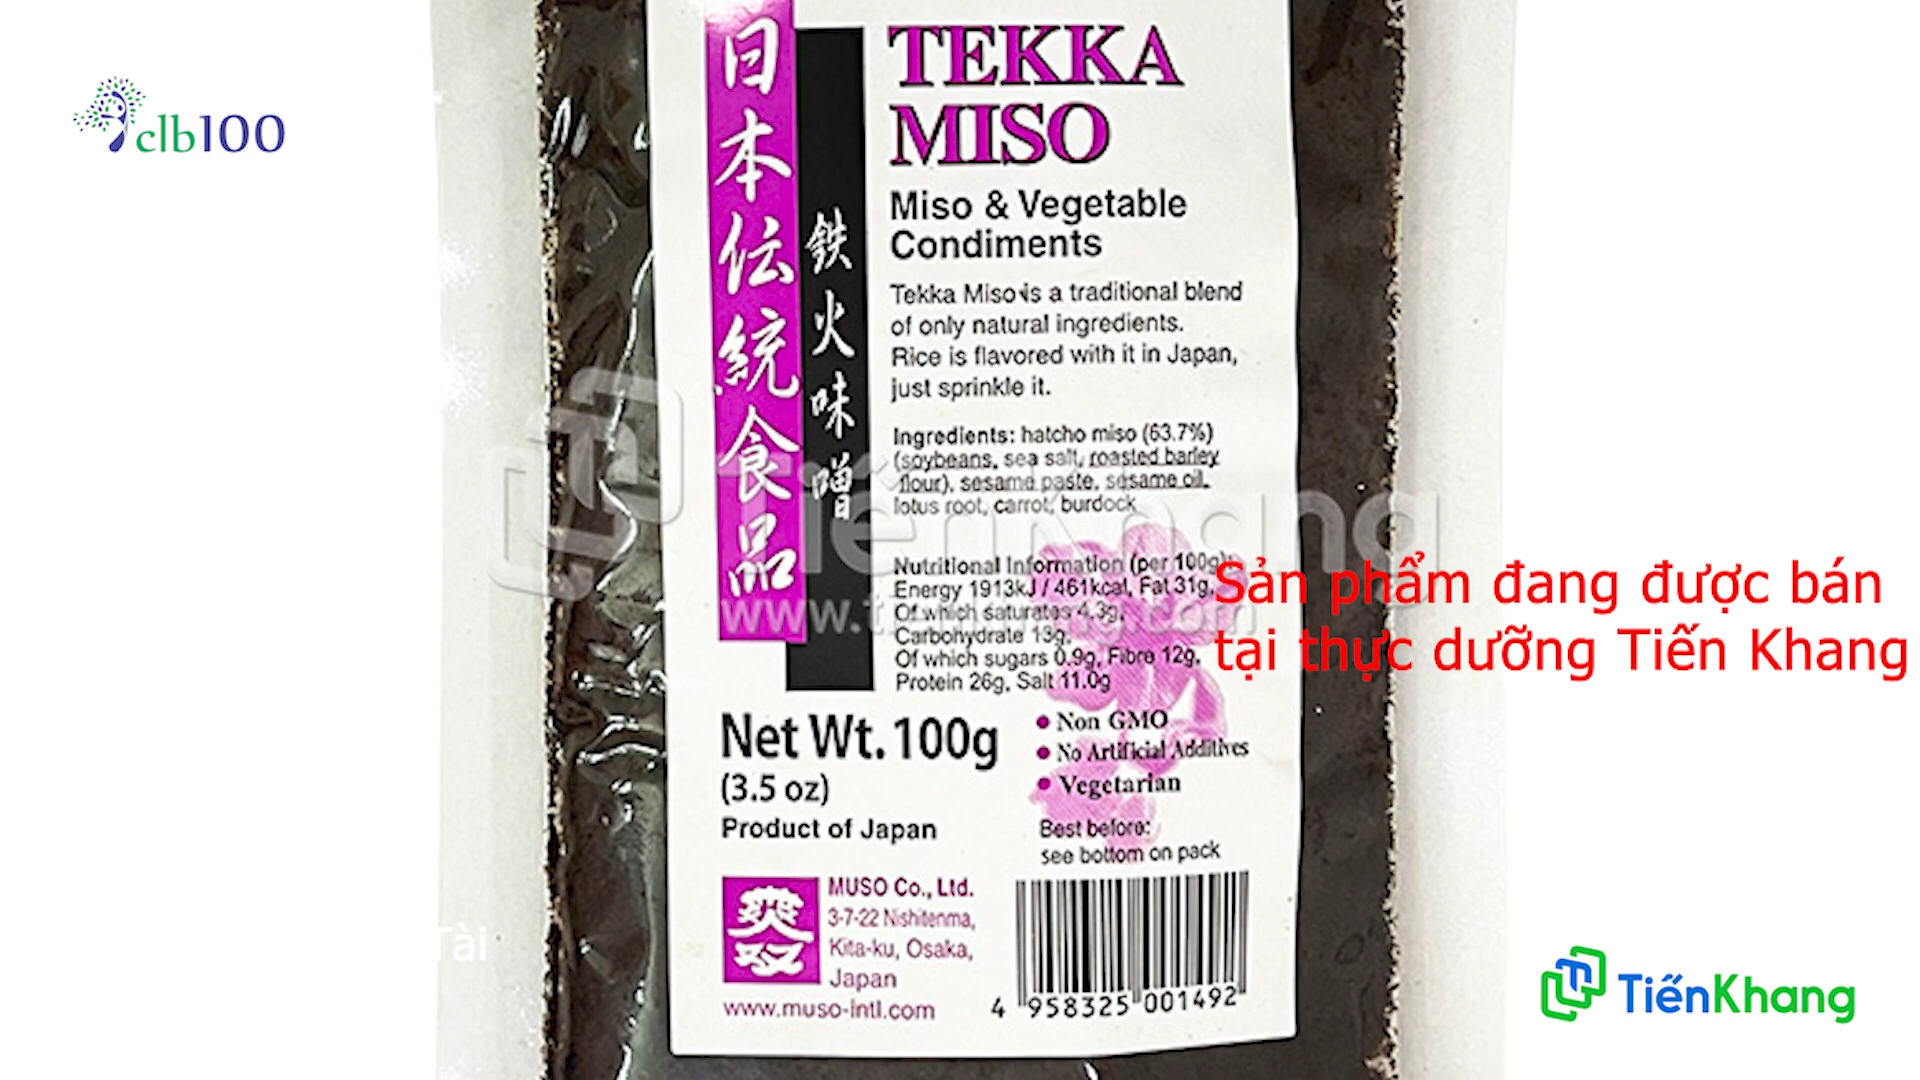 clb100
日本伝統食品
鉄火味噌
TEKKA
MISO
Miso & Vegetable
Condiments
Tekka Miso is a traditional blend
of only natural ingredients.
Rice is flavored with it in Japan,
just sprinkle it.
Ingredients: hatcho miso (63.7%)
(soybeans, sea salt, roasted barley
flour), sesame paste, sesame oil,
lotus root, carrot, burdock
Nutritional Information (per 100g):
Energy 1913kJ / 461kcal, Fat 31g,
Of which saturates 4.3g,
Carbohydrate 13g,
Of which sugars 0.9g, Fibre 12g,
Protein 26g, Salt 11.0g
TiếnKhang
Sản phẩm đang được bán
tại thực dưỡng Tiến Khang
Net Wt. 100g
(3.5 oz)
Product of Japan
Non GMO
No Artificial Additives
Vegetarian
Best before:
see bottom on pack
MUSO Co., Ltd.
3-7-22 Nishitenma,
Kita-ku, Osaka,
Japan
www.muso-intl.com
4 958325 001492
Tài
TiếnKhang